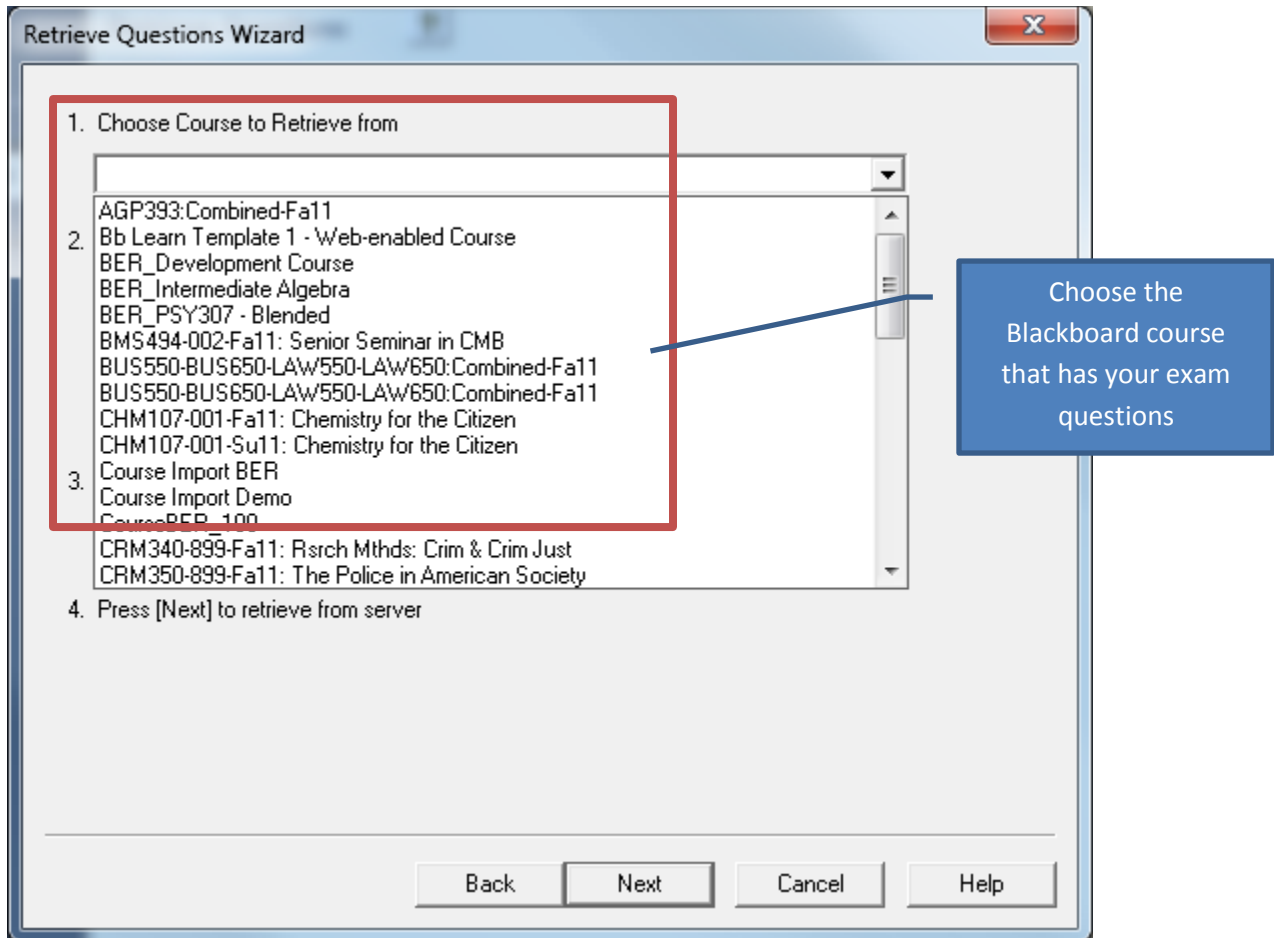 Retrieve Questions Wizard
1. Choose Course to Retrieve from
AGP393:Combined-Fa11
2. Bb Learn Template 1 - Web-enabled Course
BER_Development Course
BER_Intermediate Algebra
BER_PSY307 - Blended
BMS494-002-Fa11: Senior Seminar in CMB
BUS550-BUS650-LAW550-LAW650:Combined-Fa11
BUS550-BUS650-LAW550-LAW650:Combined-Fa11
CHM107-001-Fa11: Chemistry for the Citizen
CHM107-001-Su11: Chemistry for the Citizen
3. Course Import BER
Course Import Demo
CourseBER_100
CRM340-899-Fa11: Rsrch Mthds: Crim & Crim Just
CRM350-899-Fa11: The Police in American Society
4. Press [Next] to retrieve from server
Choose the
Blackboard course
that has your exam
questions
Back Next Cancel Help